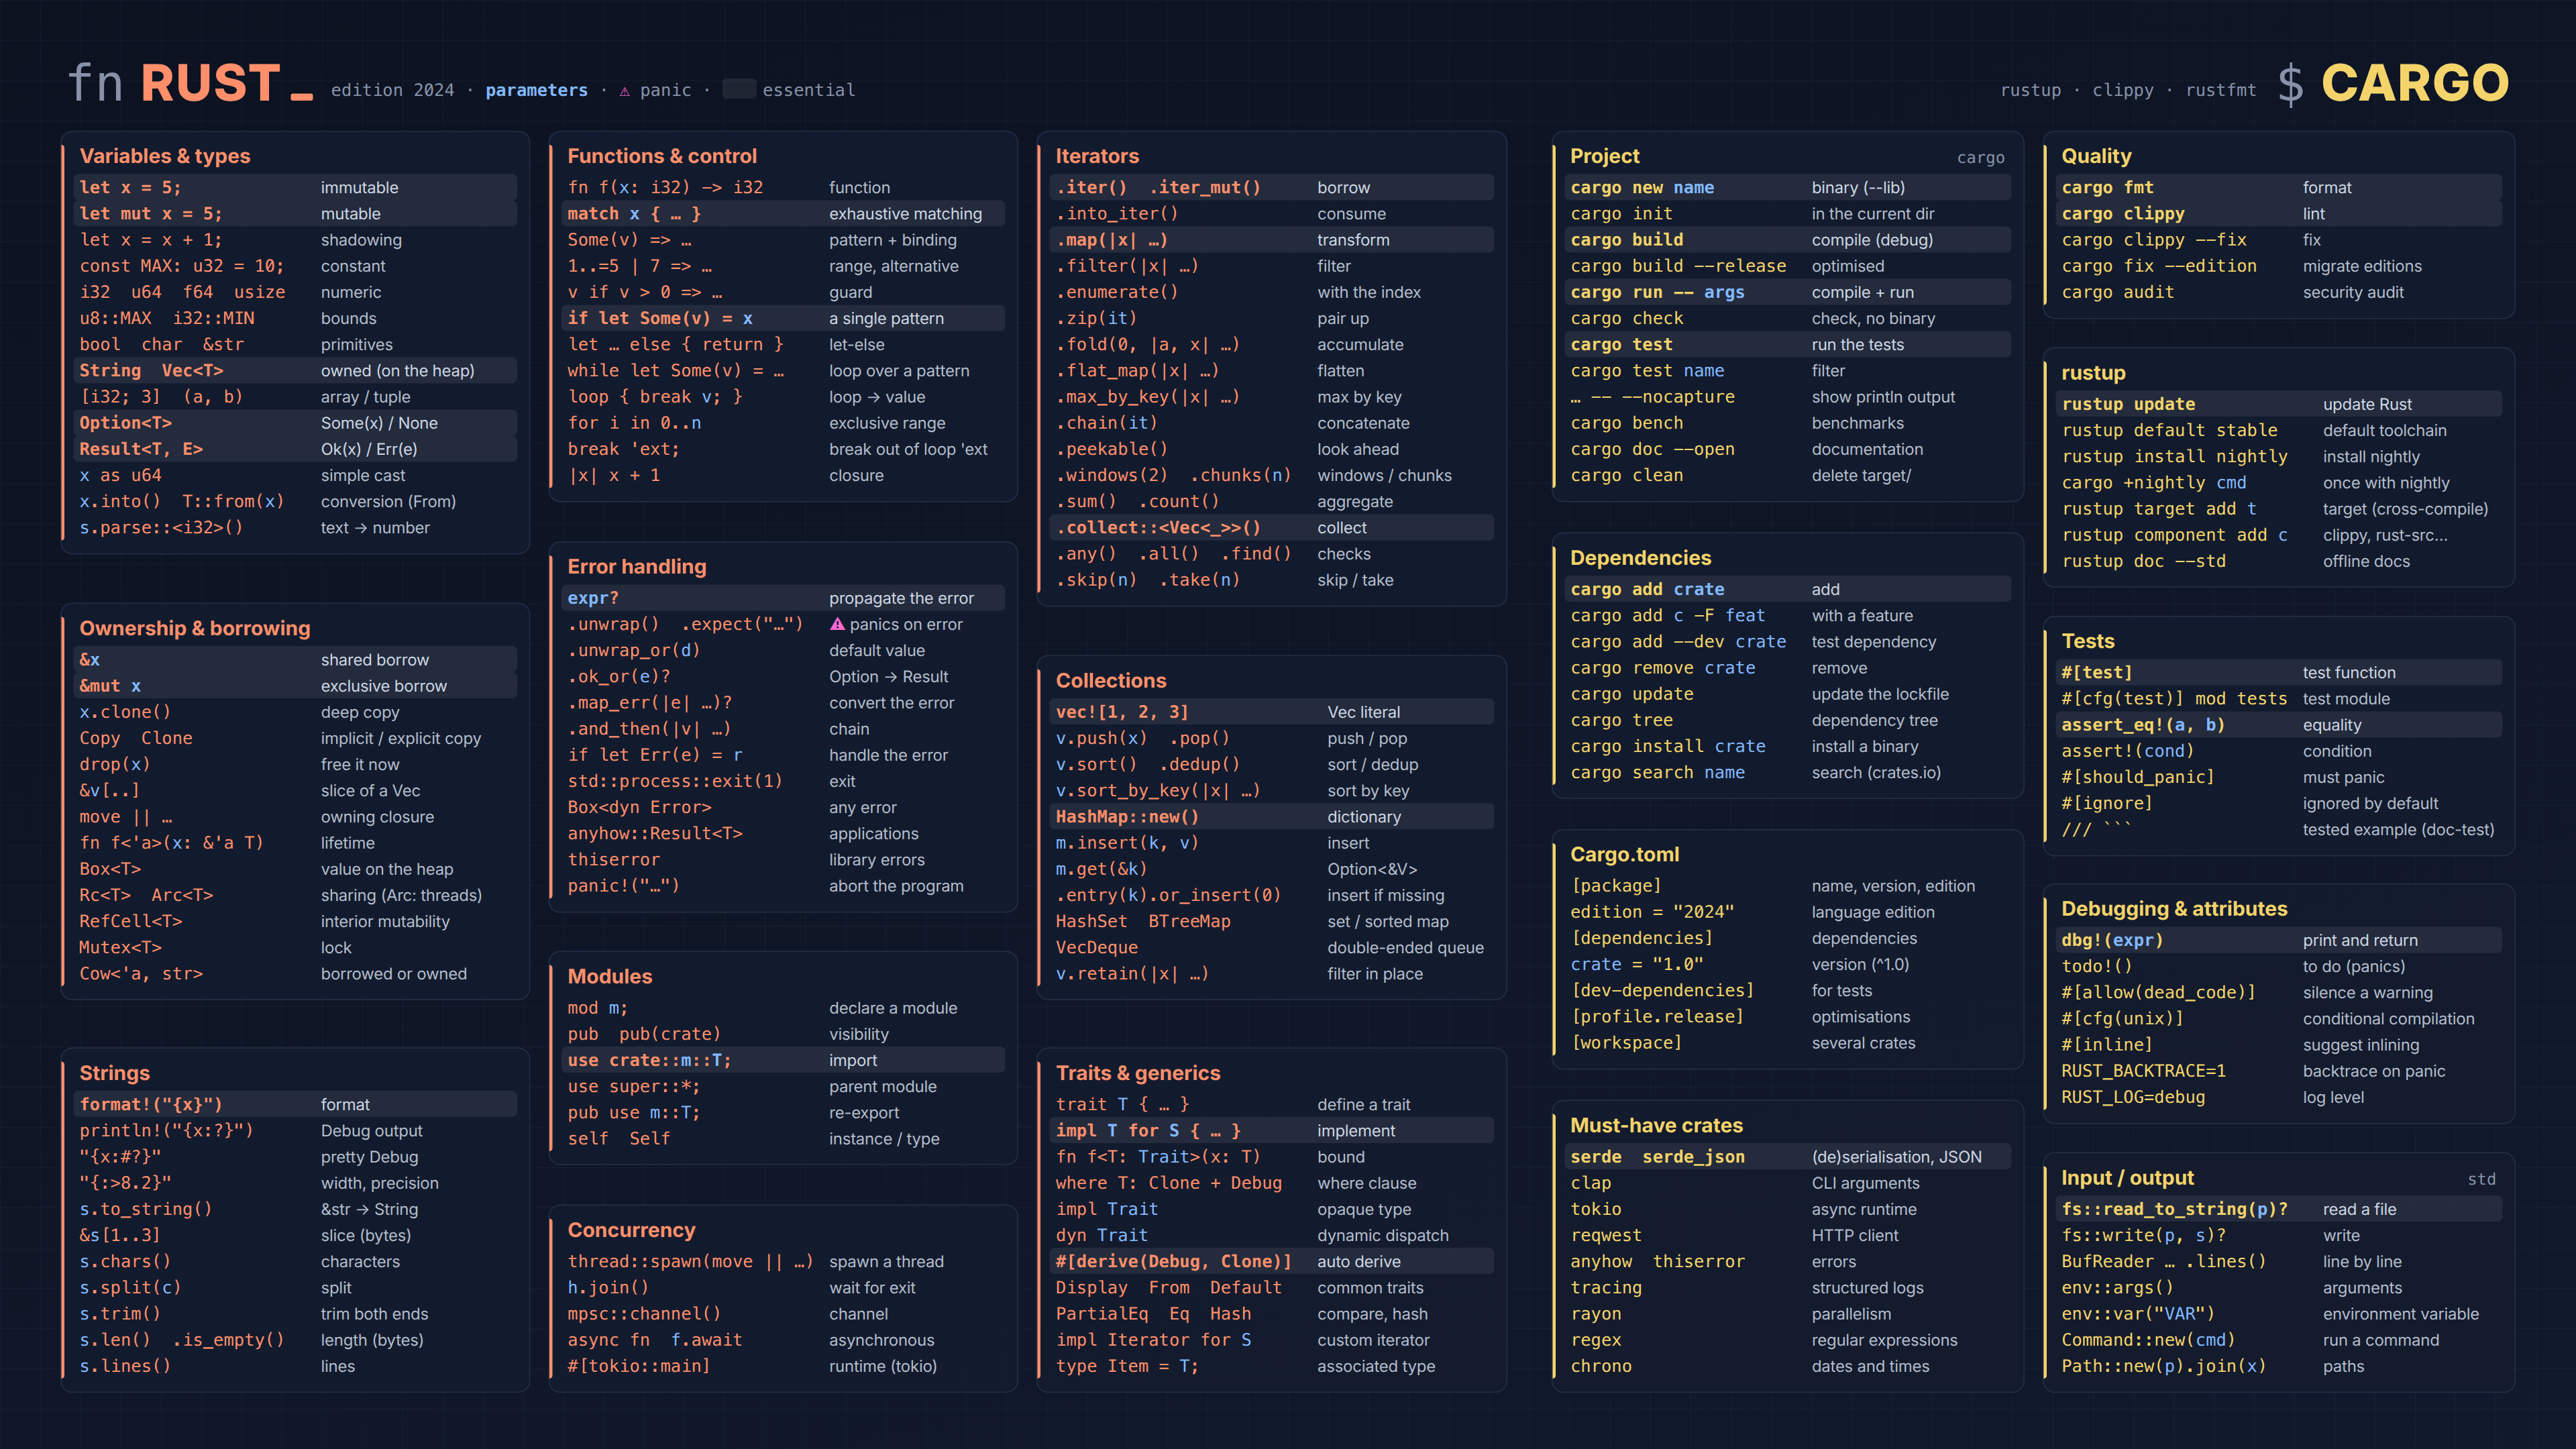 fn RUST_ edition 2024 · parameters · ⚠ panic · essential
rustup · clippy · rustfmt $ CARGO
Variables & types
let x = 5; immutable
let mut x = 5; mutable
let x = x + 1; shadowing
const MAX: u32 = 10; constant
i32 u64 f64 usize numeric
u8::MAX i32::MIN bounds
bool char &str primitives
String Vec<T> owned (on the heap)
[i32; 3] (a, b) array / tuple
Option<T> Some(x) / None
Result<T, E> Ok(x) / Err(e)
x as u64 simple cast
x.into() T::from(x) conversion (From)
s.parse::<i32>() text → number
Ownership & borrowing
&x shared borrow
&mut x exclusive borrow
x.clone() deep copy
Copy Clone implicit / explicit copy
drop(x) free it now
&v[..] slice of a Vec
move || … owning closure
fn f<'a>(x: &'a T) lifetime
Box<T> value on the heap
Rc<T> Arc<T> sharing (Arc: threads)
RefCell<T> interior mutability
Mutex<T> lock
Cow<'a, str> borrowed or owned
Strings
format!("{x}") format
println!("{x:?}") Debug output
"{x:#?}" pretty Debug
"{:>8.2}" width, precision
s.to_string() &str → String
&s[1..3] slice (bytes)
s.chars() characters
s.split(c) split
s.trim() trim both ends
s.len() .is_empty() length (bytes)
s.lines() lines
Functions & control
fn f(x: i32) -> i32 function
match x { … } exhaustive matching
Some(v) => … pattern + binding
1..=5 | 7 => … range, alternative
v if v > 0 => … guard
if let Some(v) = x a single pattern
let … else { return } let-else
while let Some(v) = … loop over a pattern
loop { break v; } loop → value
for i in 0..n exclusive range
break 'ext; break out of loop 'ext
|x| x + 1 closure
Error handling
expr? propagate the error
.unwrap() .expect("…") ⚠ panics on error
.unwrap_or(d) default value
.ok_or(e)? Option → Result
.map_err(|e| …)? convert the error
.and_then(|v| …) chain
if let Err(e) = r handle the error
std::process::exit(1) exit
Box<dyn Error> any error
anyhow::Result<T> applications
thiserror library errors
panic!("…") abort the program
Modules
mod m; declare a module
pub pub(crate) visibility
use crate::m::T; import
use super::*; parent module
pub use m::T; re-export
self Self instance / type
Concurrency
thread::spawn(move || …) spawn a thread
h.join() wait for exit
mpsc::channel() channel
async fn f.await asynchronous
#[tokio::main] runtime (tokio)
Iterators
.iter() .iter_mut() borrow
.into_iter() consume
.map(|x| …) transform
.filter(|x| …) filter
.enumerate() with the index
.zip(it) pair up
.fold(0, |a, x| …) accumulate
.flat_map(|x| …) flatten
.max_by_key(|x| …) max by key
.chain(it) concatenate
.peekable() look ahead
.windows(2) .chunks(n) windows / chunks
.sum() .count() aggregate
.collect::<Vec<_>>() collect
.any() .all() .find() checks
.skip(n) .take(n) skip / take
Collections
vec![1, 2, 3] Vec literal
v.push(x) .pop() push / pop
v.sort() .dedup() sort / dedup
v.sort_by_key(|x| …) sort by key
HashMap::new() dictionary
m.insert(k, v) insert
m.get(&k) Option<&V>
.entry(k).or_insert(0) insert if missing
HashSet BTreeMap set / sorted map
VecDeque double-ended queue
v.retain(|x| …) filter in place
Traits & generics
trait T { … } define a trait
impl T for S { … } implement
fn f<T: Trait>(x: T) bound
where T: Clone + Debug where clause
impl Trait opaque type
dyn Trait dynamic dispatch
#[derive(Debug, Clone)] auto derive
Display From Default common traits
PartialEq Eq Hash compare, hash
impl Iterator for S custom iterator
type Item = T; associated type
Project cargo
cargo new name binary (--lib)
cargo init in the current dir
cargo build compile (debug)
cargo build --release optimised
cargo run -- args compile + run
cargo check check, no binary
cargo test run the tests
cargo test name filter
… -- --nocapture show println output
cargo bench benchmarks
cargo doc --open documentation
cargo clean delete target/
Dependencies
cargo add crate add
cargo add c -F feat with a feature
cargo add --dev crate test dependency
cargo remove crate remove
cargo update update the lockfile
cargo tree dependency tree
cargo install crate install a binary
cargo search name search (crates.io)
Cargo.toml
[package] name, version, edition
edition = "2024" language edition
[dependencies] dependencies
crate = "1.0" version (^1.0)
[dev-dependencies] for tests
[profile.release] optimisations
[workspace] several crates
Must-have crates
serde serde_json (de)serialisation, JSON
clap CLI arguments
tokio async runtime
reqwest HTTP client
anyhow thiserror errors
tracing structured logs
rayon parallelism
regex regular expressions
chrono dates and times
Quality
cargo fmt format
cargo clippy lint
cargo clippy --fix fix
cargo fix --edition migrate editions
cargo audit security audit
rustup
rustup update update Rust
rustup default stable default toolchain
rustup install nightly install nightly
cargo +nightly cmd once with nightly
rustup target add t target (cross-compile)
rustup component add c clippy, rust-src…
rustup doc --std offline docs
Tests
#[test] test function
#[cfg(test)] mod tests test module
assert_eq!(a, b) equality
assert!(cond) condition
#[should_panic] must panic
#[ignore] ignored by default
/// ``` tested example (doc-test)
Debugging & attributes
dbg!(expr) print and return
todo!() to do (panics)
#[allow(dead_code)] silence a warning
#[cfg(unix)] conditional compilation
#[inline] suggest inlining
RUST_BACKTRACE=1 backtrace on panic
RUST_LOG=debug log level
Input / output std
fs::read_to_string(p)? read a file
fs::write(p, s)? write
BufReader … .lines() line by line
env::args() arguments
env::var("VAR") environment variable
Command::new(cmd) run a command
Path::new(p).join(x) paths